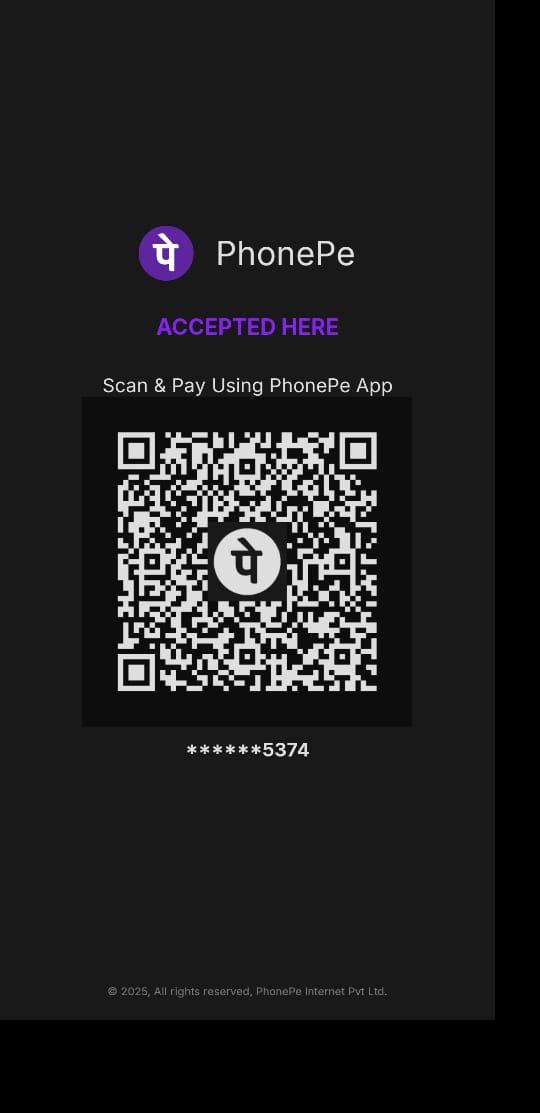 पे PhonePe
ACCEPTED HERE
Scan & Pay Using PhonePe App
पे
******5374
© 2025, All rights reserved, PhonePe Internet Pvt Ltd.